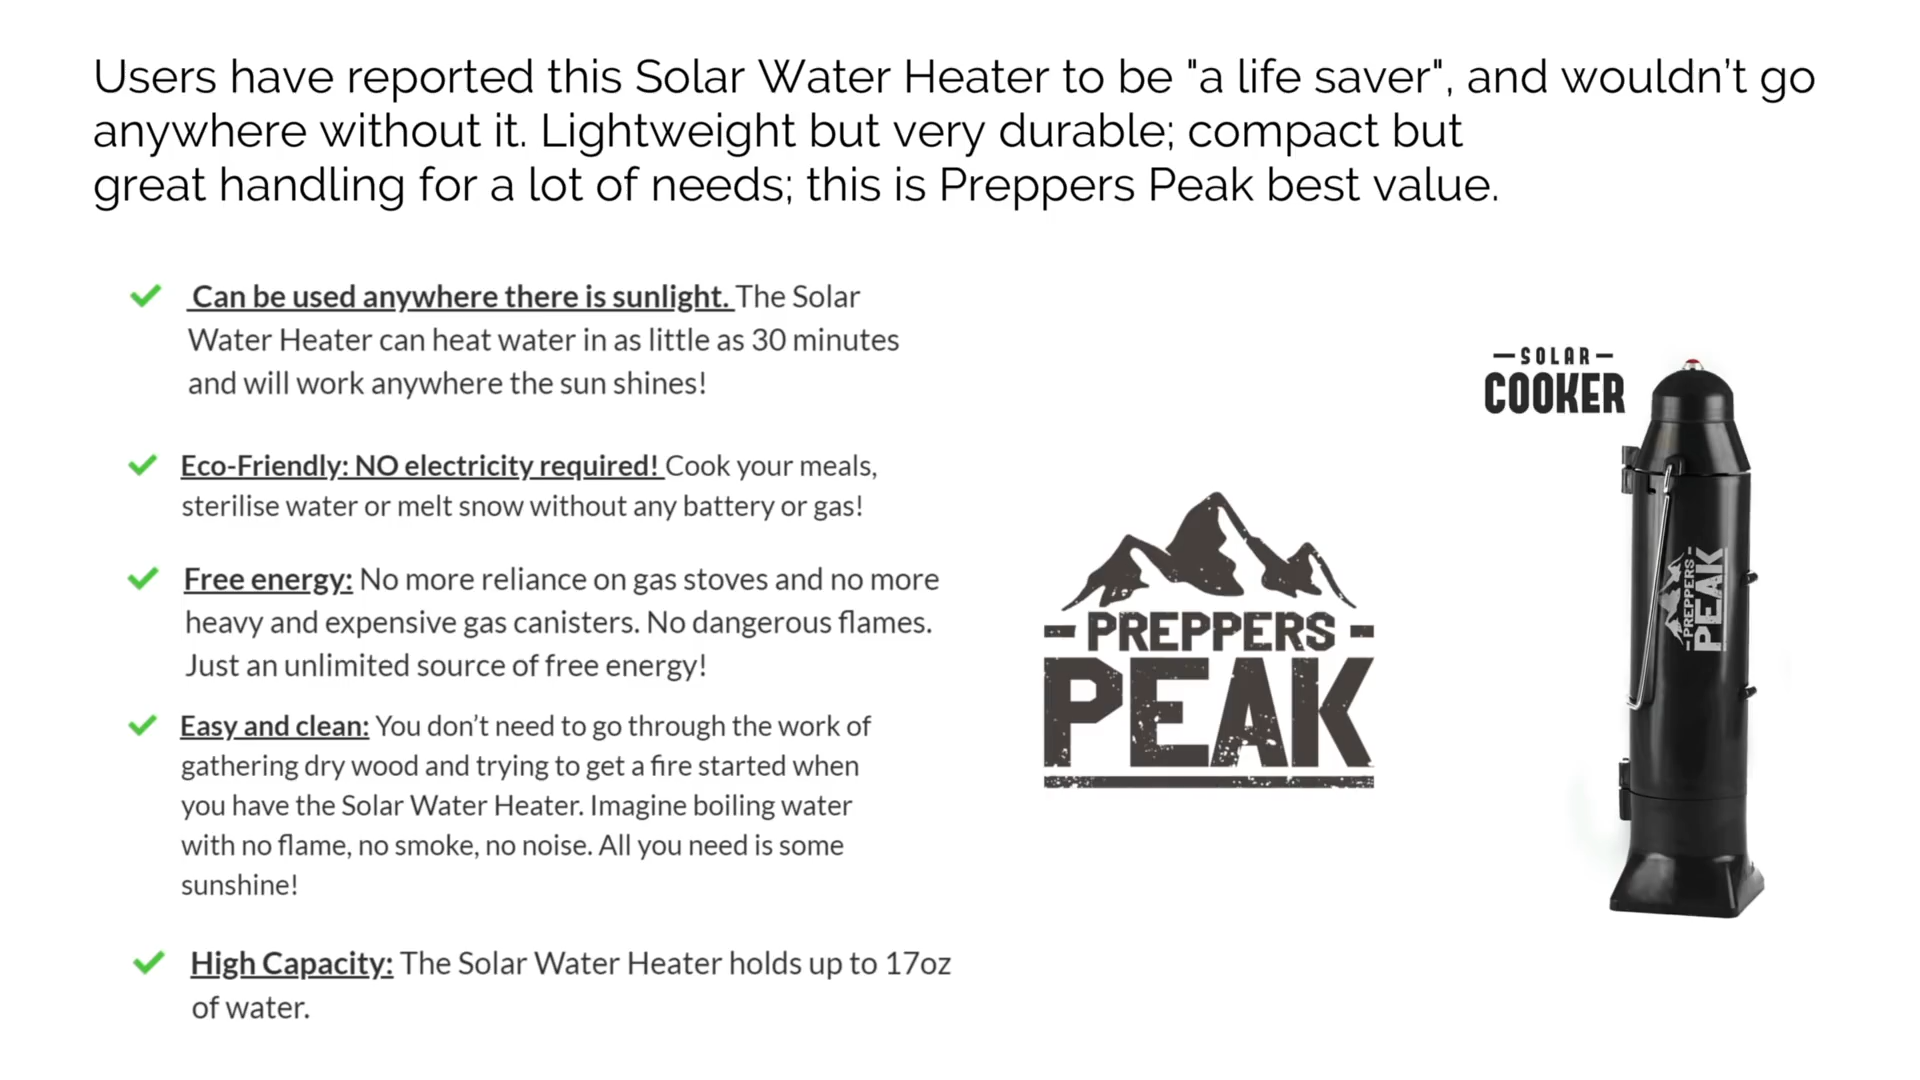 Users have reported this Solar Water Heater to be "a life saver", and wouldn't go
anywhere without it. Lightweight but very durable; compact but
great handling for a lot of needs; this is Preppers Peak best value.
Can be used anywhere there is sunlight. The Solar
Water Heater can heat water in as little as 30 minutes
and will work anywhere the sun shines!
Eco-Friendly: NO electricity required! Cook your meals,
sterilise water or melt snow without any battery or gas!
Free energy: No more reliance on gas stoves and no more
heavy and expensive gas canisters. No dangerous flames.
Just an unlimited source of free energy!
Easy and clean: You don't need to go through the work of
gathering dry wood and trying to get a fire started when
you have the Solar Water Heater. Imagine boiling water
with no flame, no smoke, no noise. All you need is some
sunshine!
High Capacity: The Solar Water Heater holds up to 17oz
of water.
- PREPPERS -
PEAK
- SOLAR -
COOKER
- PREPPERS -
PEAK